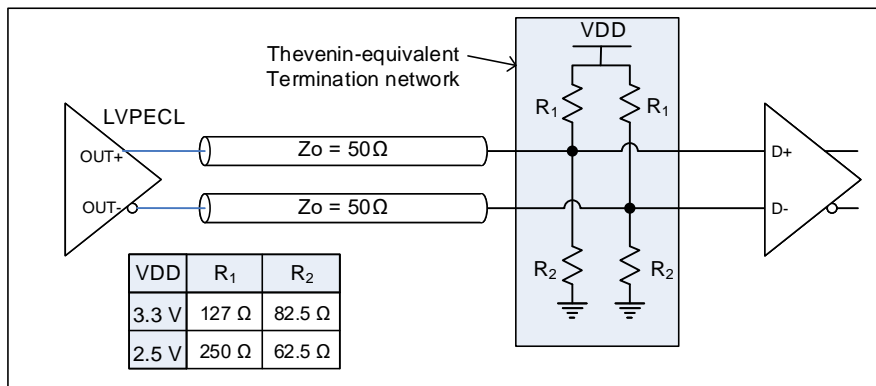 VDD
Thevenin-equivalent
Termination network
R1 R1
LVPECL
OUT+
Zo = 50Ω
D+
OUT-
Zo = 50Ω
D-
R2 R2
VDD R1 R2
3.3 V 127 Ω 82.5 Ω
2.5 V 250 Ω 62.5 Ω